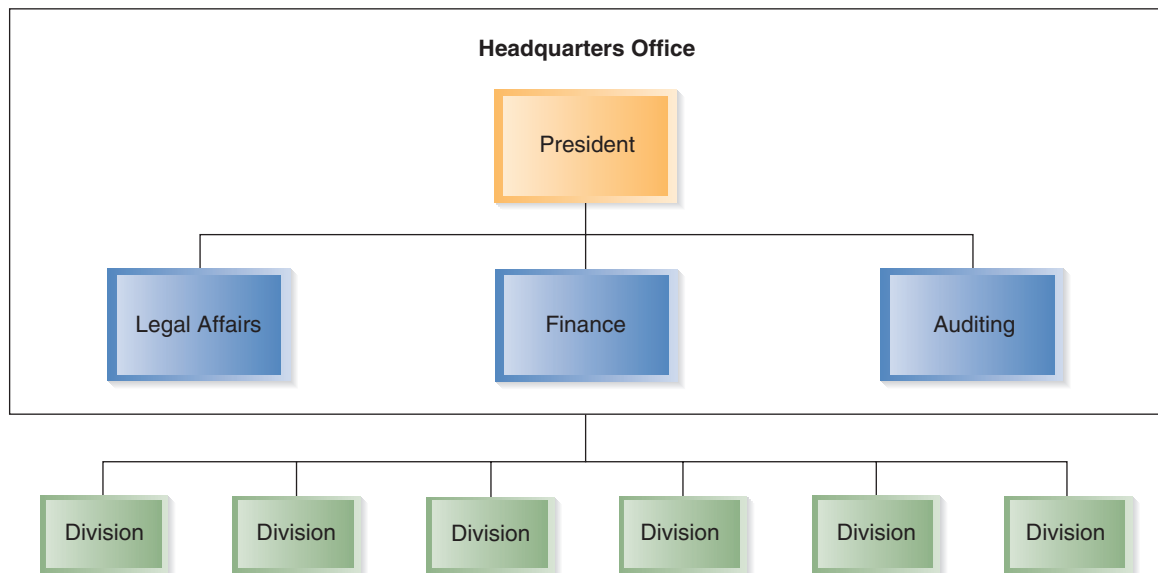 Headquarters Office
President
Legal Affairs
Finance
Auditing
Division
Division
Division
Division
Division
Division